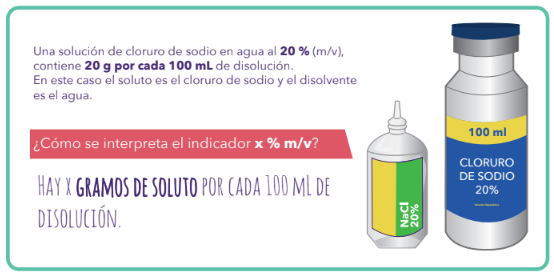 Una solución de cloruro de sodio en agua al 20 % (m/v),
contiene 20 g por cada 100 mL de disolución.
En este caso el soluto es el cloruro de sodio y el disolvente
es el agua.
¿Cómo se interpreta el indicador x % m/v?
Hay x gramos de soluto por cada 100 mL de
disolución.
NaCl
20%
100 ml
CLORURO
DE SODIO
20%